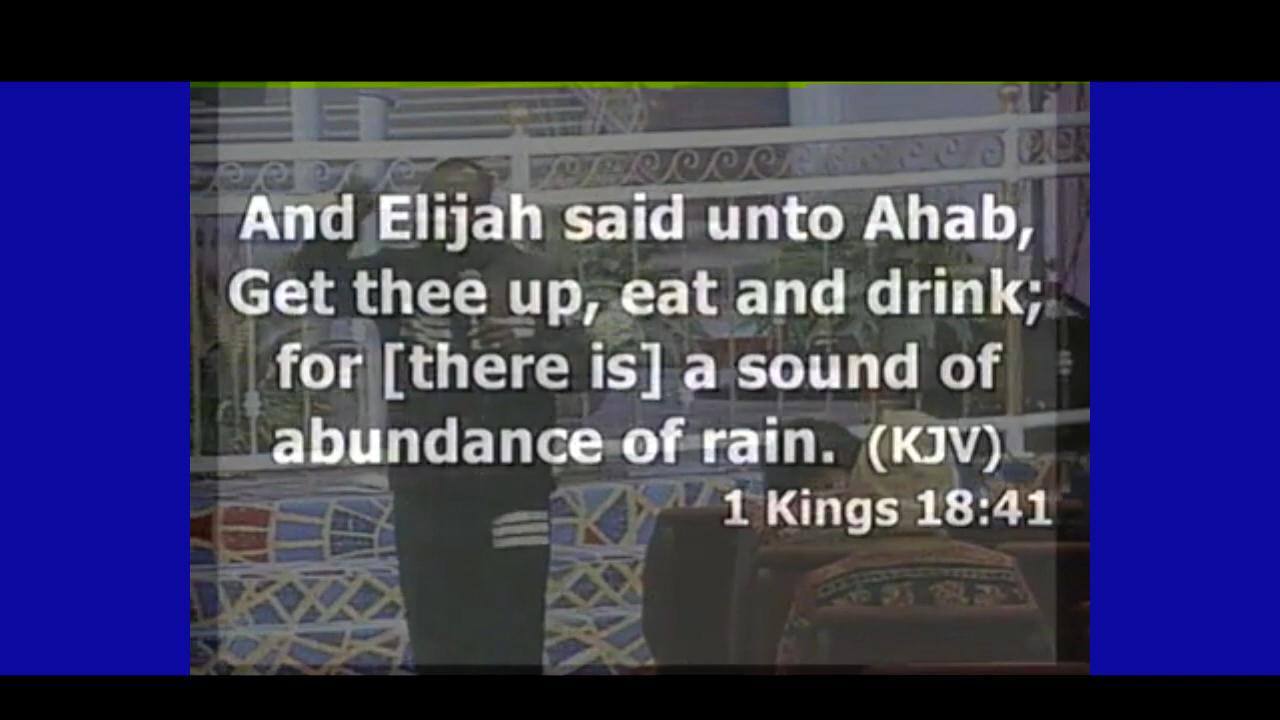 And Elijah said unto Ahab,
Get thee up, eat and drink;
for [there is] a sound of
abundance of rain. (KJV)
1 Kings 18:41